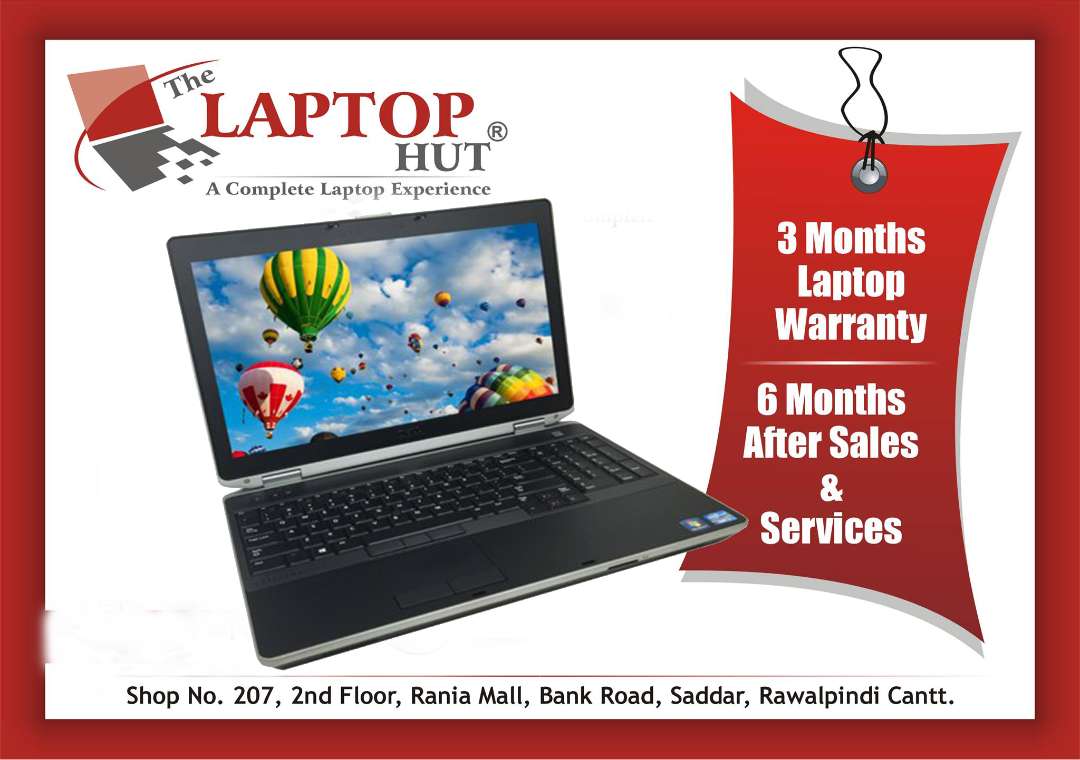 The
LAPTOP
HUT®
A Complete Laptop Experience
3 Months
Laptop
Warranty
6 Months
After Sales
&
Services
Shop No. 207, 2nd Floor, Rania Mall, Bank Road, Saddar, Rawalpindi Cantt.